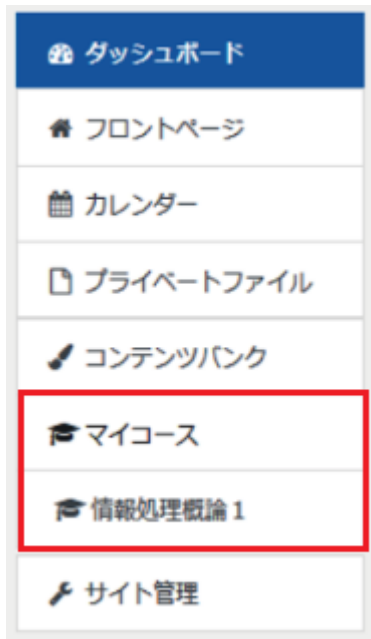 ダッシュボード
フロントページ
カレンダー
プライベートファイル
コンテンツバンク
マイコース
情報処理概論1
サイト管理